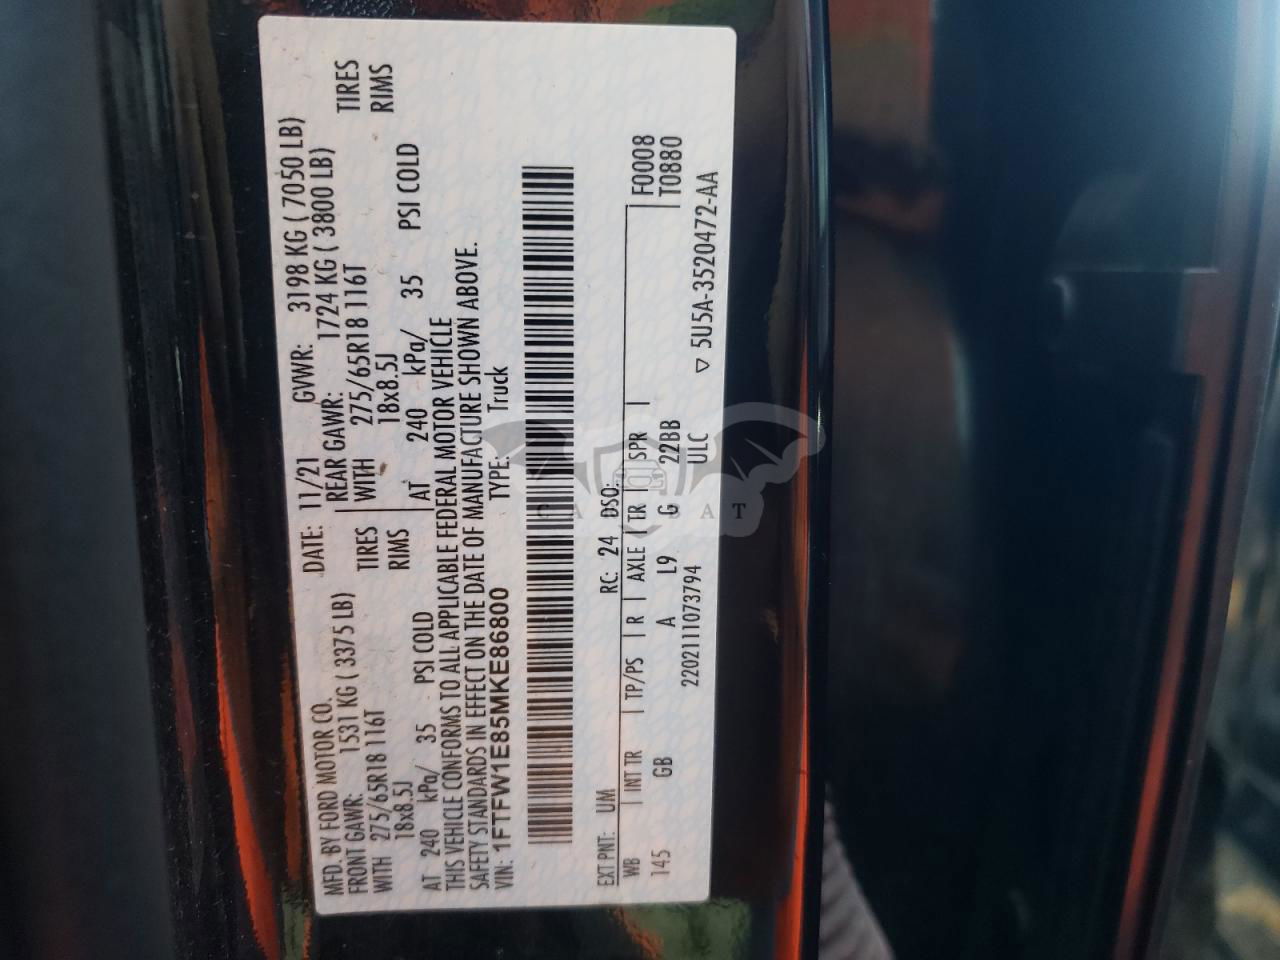 MFD. BY FORD MOTOR CO. DATE: 11/21 GVWR: 3198 KG ( 7050 LB)
FRONT GAWR: 1531 KG ( 3375 LB) REAR GAWR: 1724 KG ( 3800 LB)
WITH 275/65R18 116T TIRES WITH 275/65R18 116T TIRES
18x8.5J RIMS 18x8.5J RIMS
AT 240 kPa/ 35 PSI COLD AT 240 kPa/ 35 PSI COLD
THIS VEHICLE CONFORMS TO ALL APPLICABLE FEDERAL MOTOR VEHICLE
SAFETY STANDARDS IN EFFECT ON THE DATE OF MANUFACTURE SHOWN ABOVE.
VIN: 1FTFW1E85MKE86800 TYPE: Truck
EXT PNT: UM RC: 24 DSO: F0008
WB INT TR TP/PS R AXLE TR SPR T0880
145 GB A L9 G 22BB
2202111073794 ULC
▽ 5U5A-3520472-AA
CARBAT